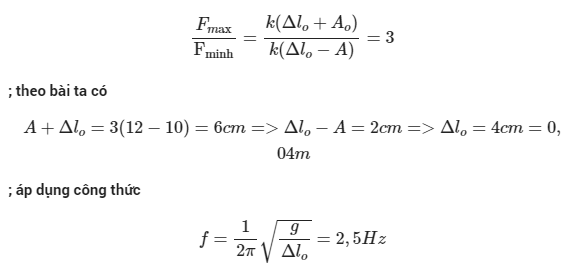 F_max / F_minh = k(Δl_o + A_o) / k(Δl_o − A) = 3
; theo bài ta có
A + Δl_o = 3(12 − 10) = 6cm => Δl_o − A = 2cm => Δl_o = 4cm = 0,
04m
; áp dụng công thức
f = 1/2π √(g/Δl_o) = 2, 5Hz